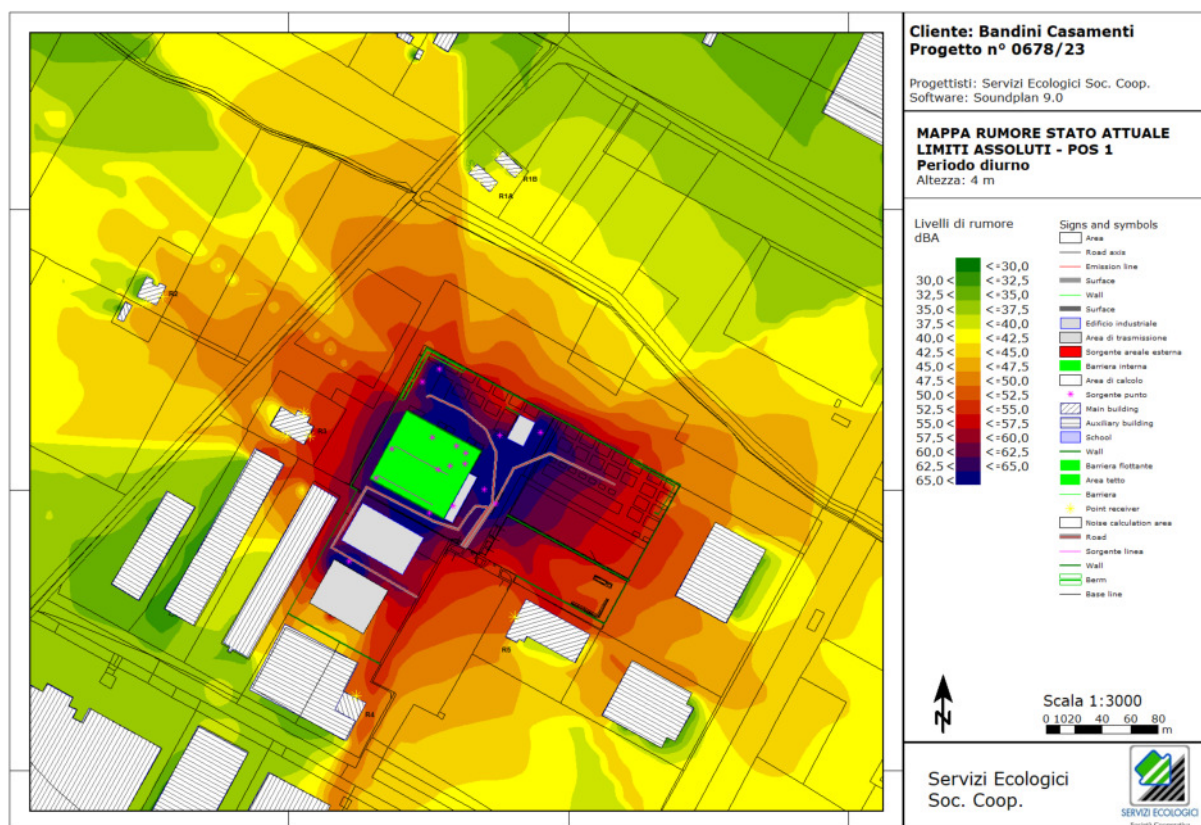 Cliente: Bandini Casamenti
Progetto n° 0678/23
Progettisti: Servizi Ecologici Soc. Coop.
Software: Soundplan 9.0
MAPPA RUMORE STATO ATTUALE
LIMITI ASSOLUTI - POS 1
Periodo diurno
Altezza: 4 m
Livelli di rumore
dBA
<=30,0
30,0 < <=32,5
32,5 < <=35,0
35,0 < <=37,5
37,5 < <=40,0
40,0 < <=42,5
42,5 < <=45,0
45,0 < <=47,5
47,5 < <=50,0
50,0 < <=52,5
52,5 < <=55,0
55,0 < <=57,5
57,5 < <=60,0
60,0 < <=62,5
62,5 < <=65,0
65,0 <
Signs and symbols
Area
Road axis
Emission line
Surface
Wall
Surface
Edificio industriale
Area di trasmissione
Sorgente areale esterna
Barriera interna
Area di calcolo
Sorgente punto
Main building
Auxiliary building
School
Wall
Barriera flottante
Area tetto
Barriera
Point receiver
Noise calculation area
Road
Sorgente linea
Wall
Berm
Base line
R1B
R1A
R2
R3
R5
R4
N
Scala 1:3000
0 10 20 40 60 80
m
Servizi Ecologici
Soc. Coop.
SERVIZI ECOLOGICI
Società Cooperativa